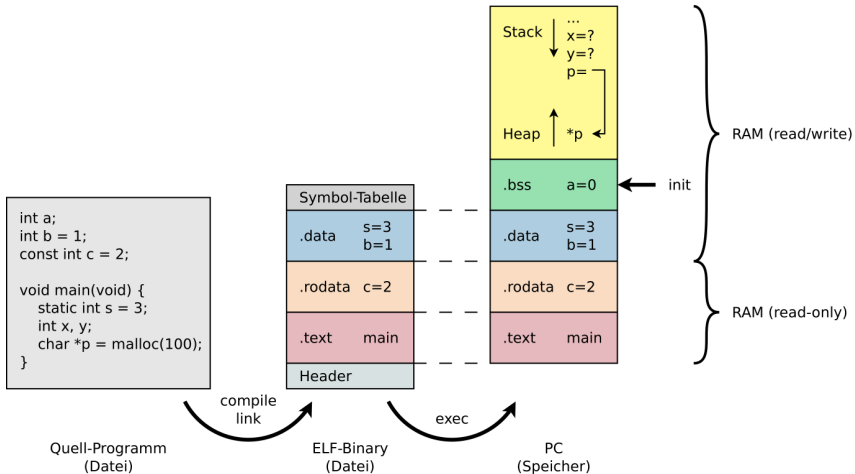 int a;
int b = 1;
const int c = 2;
void main(void) {
static int s = 3;
int x, y;
char *p = malloc(100);
}
Quell-Programm
(Datei)
compile
link
Symbol-Tabelle
.data s=3
b=1
.rodata c=2
.text main
Header
ELF-Binary
(Datei)
exec
Stack
...
x=?
y=?
p=
Heap *p
.bss a=0
.data s=3
b=1
.rodata c=2
.text main
PC
(Speicher)
RAM (read/write)
init
RAM (read-only)